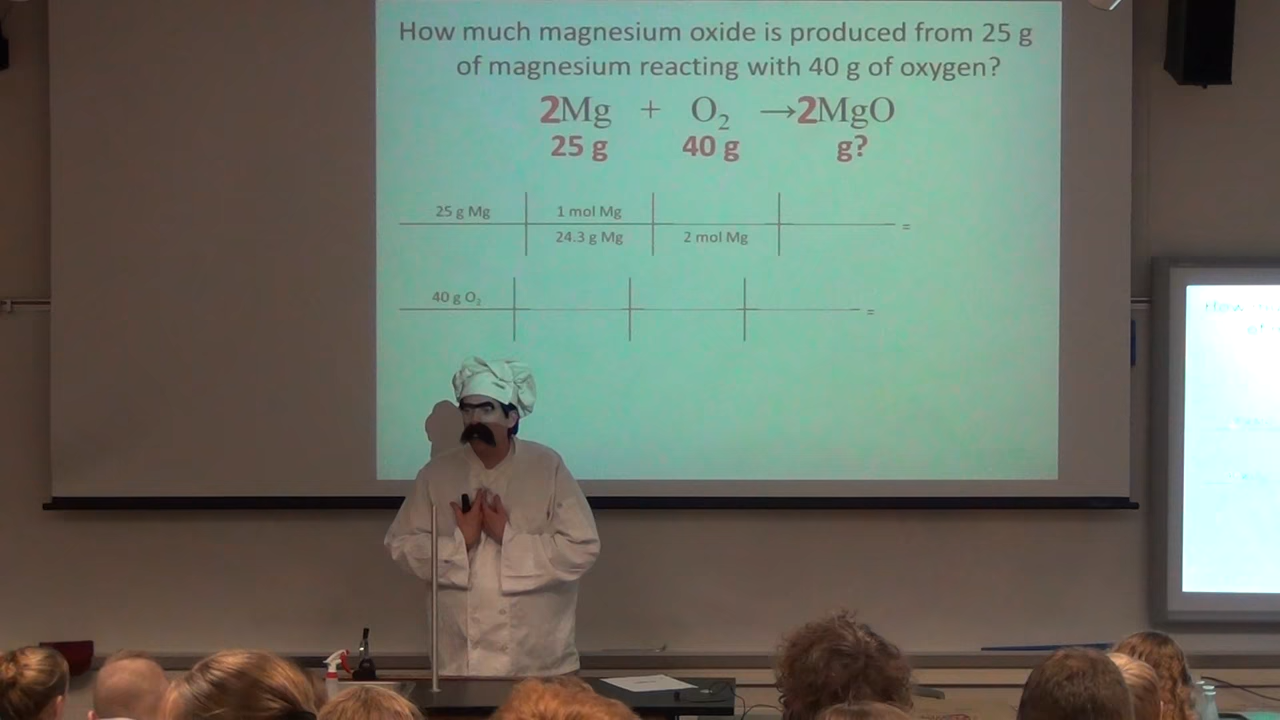 How much magnesium oxide is produced from 25 g
of magnesium reacting with 40 g of oxygen?
2Mg + O₂ →2MgO
25 g 40 g g?
25 g Mg 1 mol Mg
24.3 g Mg 2 mol Mg =
40 g O₂ =